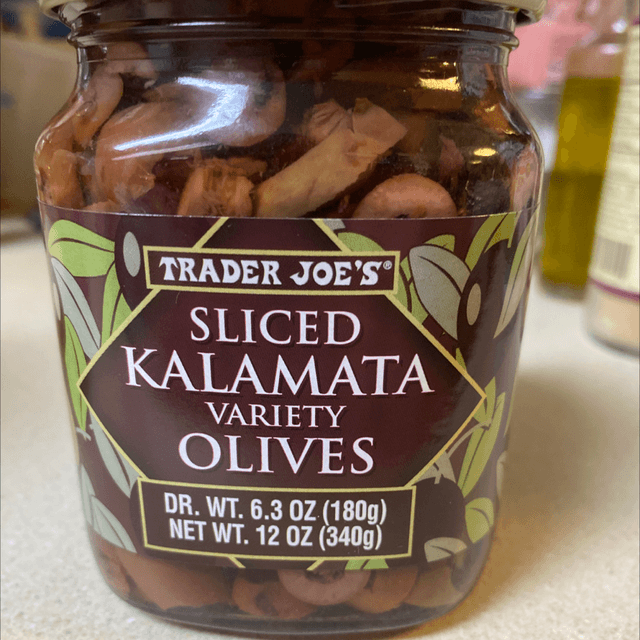 TRADER JOE'S®
SLICED
KALAMATA
VARIETY
OLIVES
DR. WT. 6.3 OZ (180g)
NET WT. 12 OZ (340g)